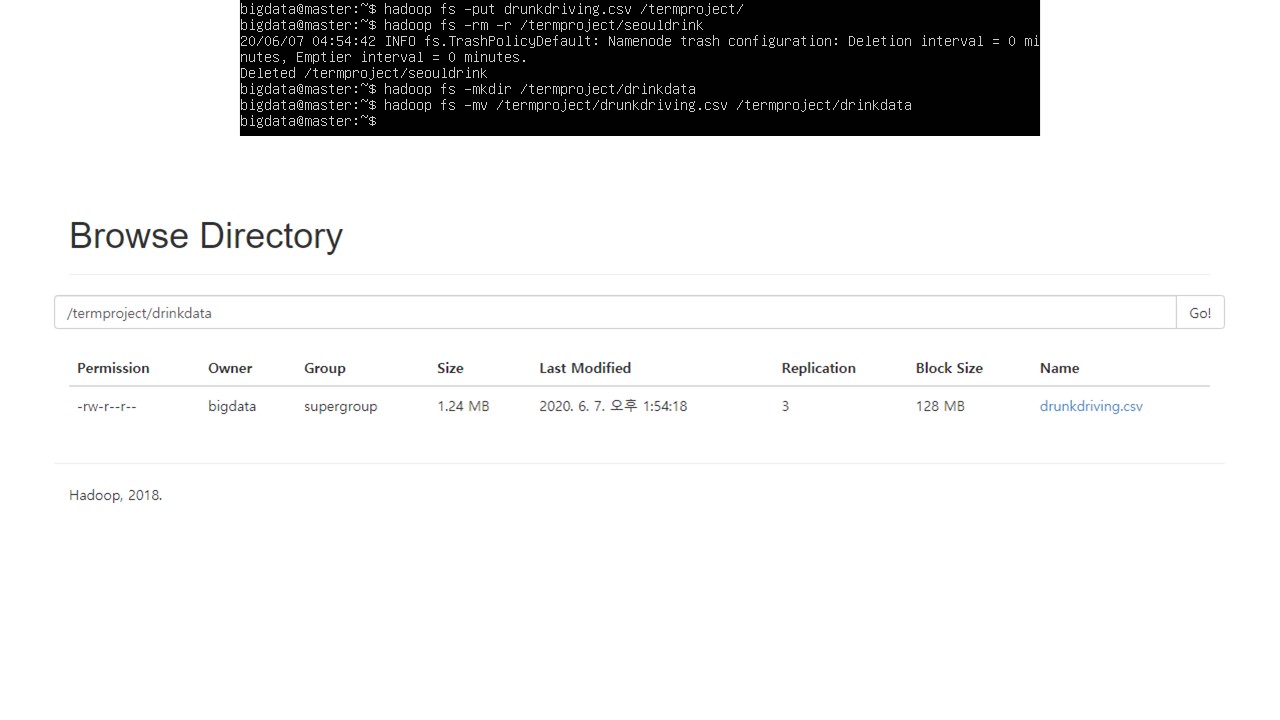 bigdata@master:~$ hadoop fs -put drunkdriving.csv /termproject/
bigdata@master:~$ hadoop fs -rm -r /termproject/seouldrink
20/06/07 04:54:42 INFO fs.TrashPolicyDefault: Namenode trash configuration: Deletion interval = 0 mi
nutes, Emptier interval = 0 minutes.
Deleted /termproject/seouldrink
bigdata@master:~$ hadoop fs -mkdir /termproject/drinkdata
bigdata@master:~$ hadoop fs -mv /termproject/drunkdriving.csv /termproject/drinkdata
bigdata@master:~$
Browse Directory
/termproject/drinkdata Go!
Permission Owner Group Size Last Modified Replication Block Size Name
-rw-r--r-- bigdata supergroup 1.24 MB 2020. 6. 7. 오후 1:54:18 3 128 MB drunkdriving.csv
Hadoop, 2018.